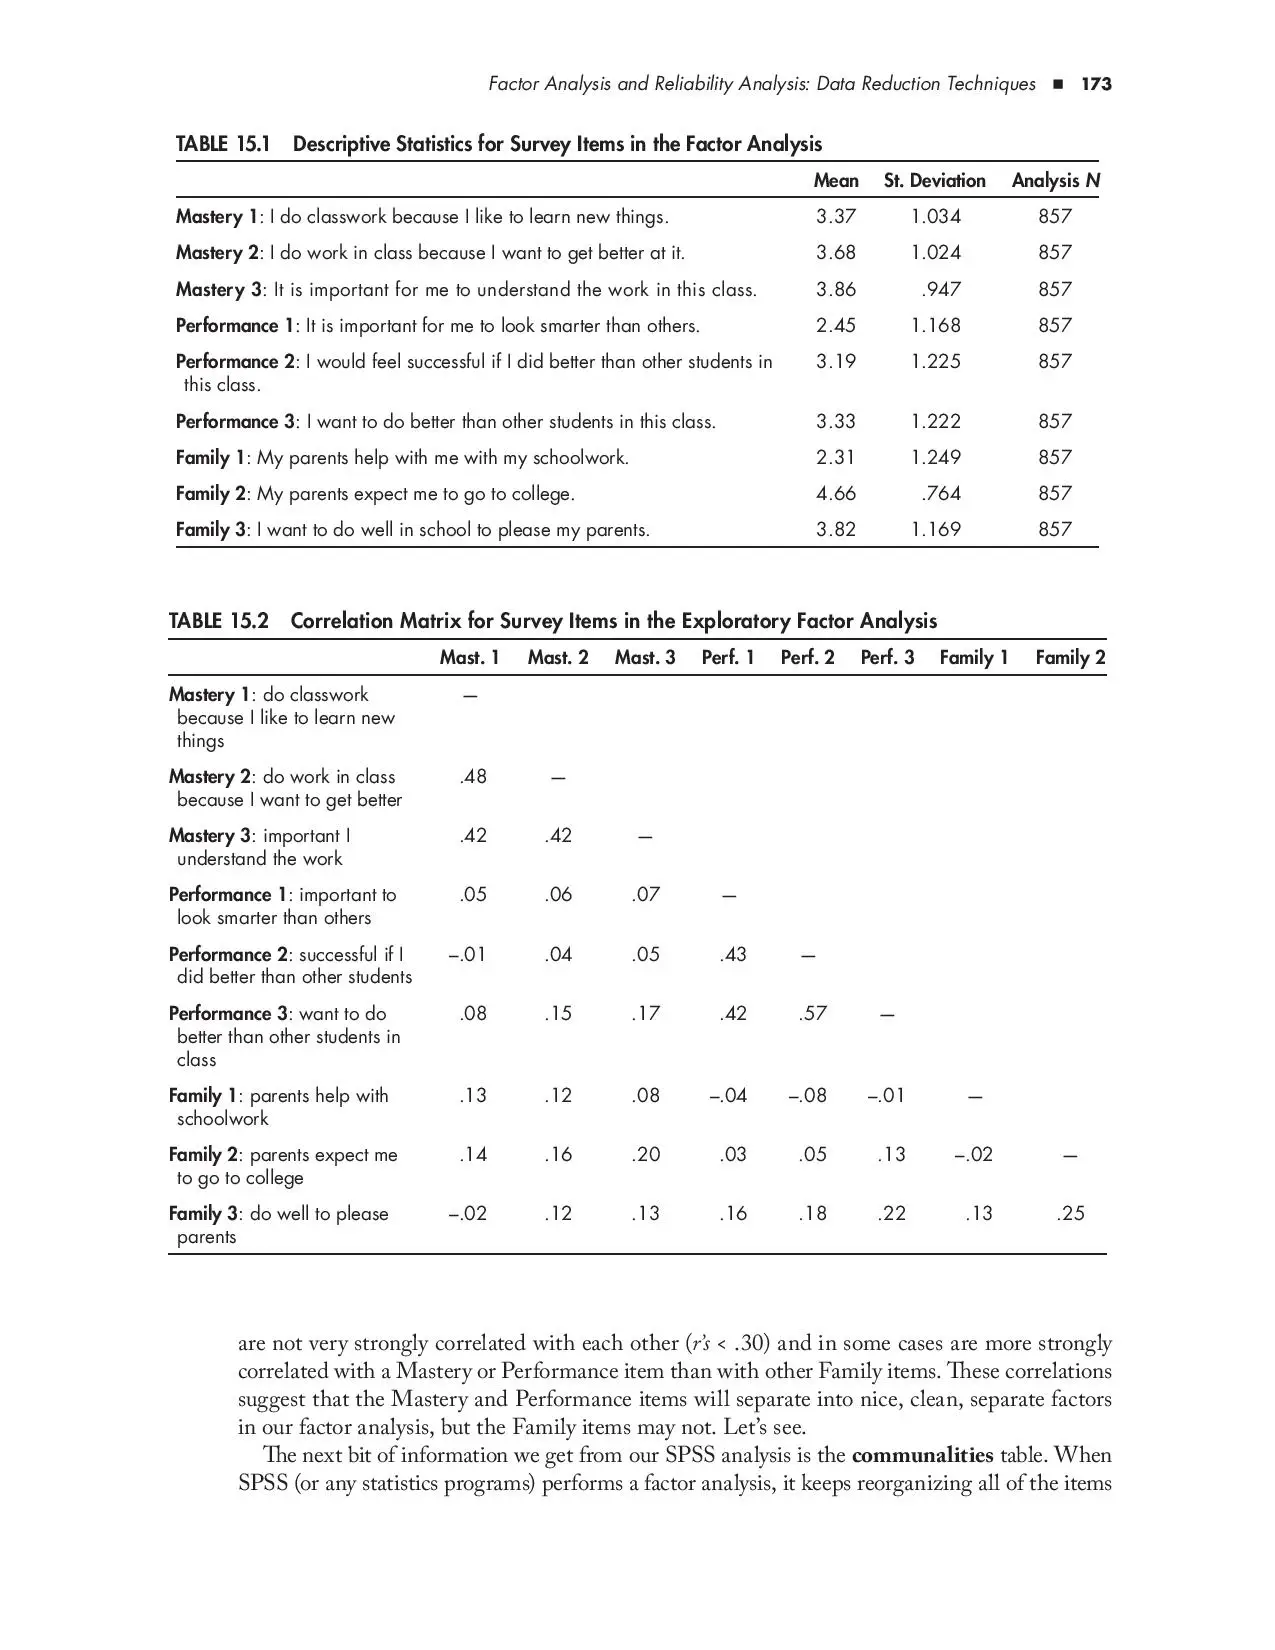 Factor Analysis and Reliability Analysis: Data Reduction Techniques ■ 173
TABLE 15.1 Descriptive Statistics for Survey Items in the Factor Analysis
Mean St. Deviation Analysis N
Mastery 1: I do classwork because I like to learn new things. 3.37 1.034 857
Mastery 2: I do work in class because I want to get better at it. 3.68 1.024 857
Mastery 3: It is important for me to understand the work in this class. 3.86 .947 857
Performance 1: It is important for me to look smarter than others. 2.45 1.168 857
Performance 2: I would feel successful if I did better than other students in 3.19 1.225 857
this class.
Performance 3: I want to do better than other students in this class. 3.33 1.222 857
Family 1: My parents help with me with my schoolwork. 2.31 1.249 857
Family 2: My parents expect me to go to college. 4.66 .764 857
Family 3: I want to do well in school to please my parents. 3.82 1.169 857
TABLE 15.2 Correlation Matrix for Survey Items in the Exploratory Factor Analysis
Mast. 1 Mast. 2 Mast. 3 Perf. 1 Perf. 2 Perf. 3 Family 1 Family 2
Mastery 1: do classwork —
because I like to learn new
things
Mastery 2: do work in class .48 —
because I want to get better
Mastery 3: important I .42 .42 —
understand the work
Performance 1: important to .05 .06 .07 —
look smarter than others
Performance 2: successful if I –.01 .04 .05 .43 —
did better than other students
Performance 3: want to do .08 .15 .17 .42 .57 —
better than other students in
class
Family 1: parents help with .13 .12 .08 –.04 –.08 –.01 —
schoolwork
Family 2: parents expect me .14 .16 .20 .03 .05 .13 –.02 —
to go to college
Family 3: do well to please –.02 .12 .13 .16 .18 .22 .13 .25
parents
are not very strongly correlated with each other (r's < .30) and in some cases are more strongly
correlated with a Mastery or Performance item than with other Family items. These correlations
suggest that the Mastery and Performance items will separate into nice, clean, separate factors
in our factor analysis, but the Family items may not. Let's see.
The next bit of information we get from our SPSS analysis is the communalities table. When
SPSS (or any statistics programs) performs a factor analysis, it keeps reorganizing all of the items